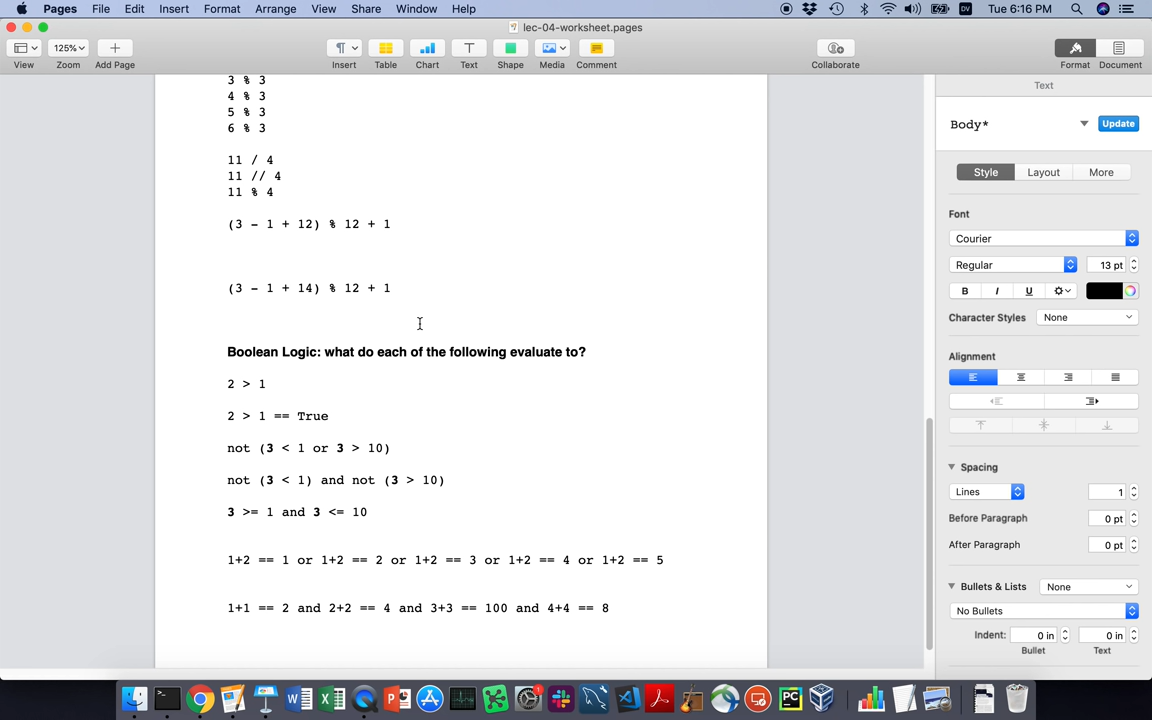 Pages File Edit Insert Format Arrange View Share Window Help
DV Tue 6:16 PM
lec-04-worksheet.pages
125%
View Zoom Add Page Insert Table Chart Text Shape Media Comment Collaborate Format Document
3 % 3
4 % 3
5 % 3
6 % 3
11 / 4
11 // 4
11 % 4
(3 - 1 + 12) % 12 + 1
(3 - 1 + 14) % 12 + 1
Boolean Logic: what do each of the following evaluate to?
2 > 1
2 > 1 == True
not (3 < 1 or 3 > 10)
not (3 < 1) and not (3 > 10)
3 >= 1 and 3 <= 10
1+2 == 1 or 1+2 == 2 or 1+2 == 3 or 1+2 == 4 or 1+2 == 5
1+1 == 2 and 2+2 == 4 and 3+3 == 100 and 4+4 == 8
Text
Body*
Update
Style Layout More
Font
Courier
Regular 13 pt
B I U
Character Styles None
Alignment
Spacing
Lines 1
Before Paragraph 0 pt
After Paragraph 0 pt
Bullets & Lists None
No Bullets
Indent: 0 in 0 in
Bullet Text
1
PC